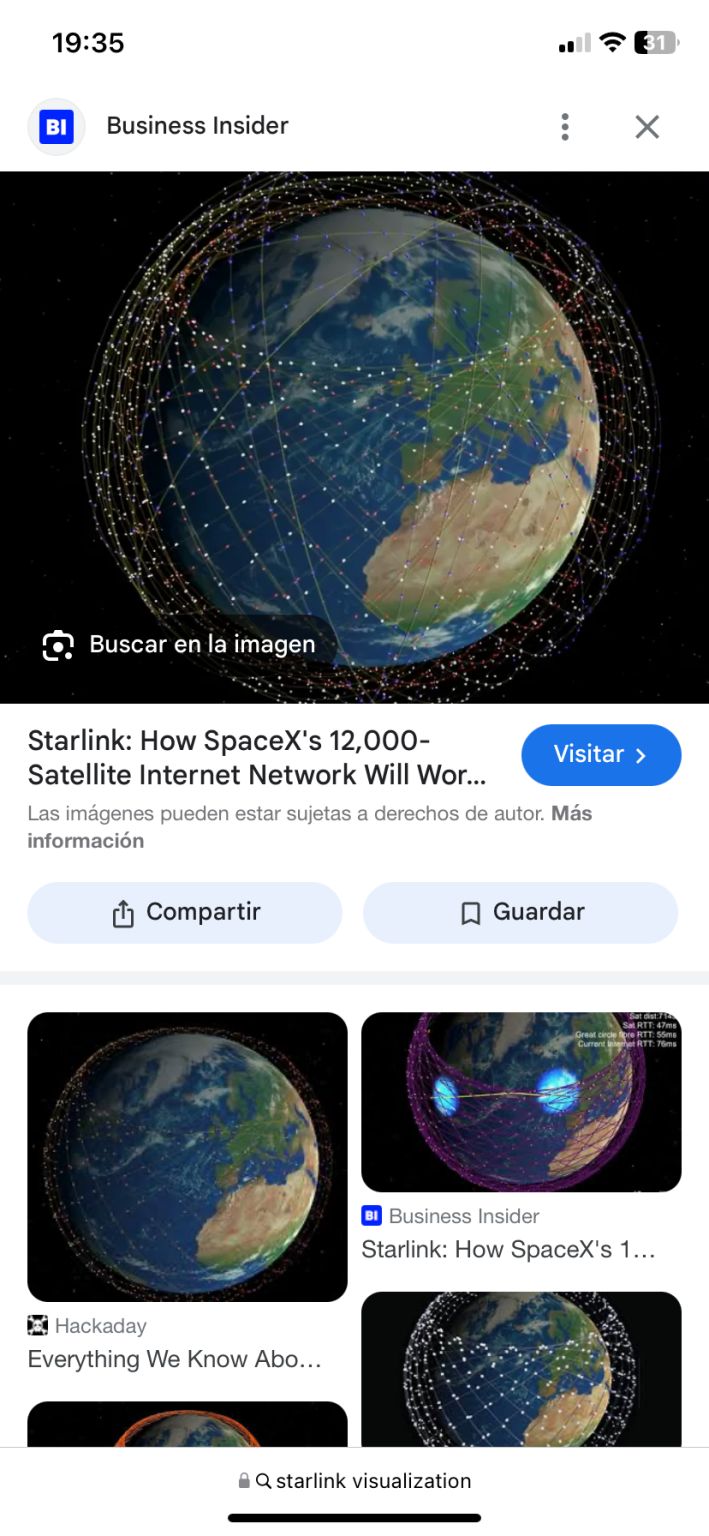 19:35
31
BI
Business Insider
Buscar en la imagen
Starlink: How SpaceX's 12,000-
Satellite Internet Network Will Wor...
Visitar
Las imágenes pueden estar sujetas a derechos de autor. Más
información
Compartir
Guardar
Sat dist:714
Sat RTT: 47ms
Great circle fibre RTT: 55ms
Current Internet RTT: 76ms
BI Business Insider
Starlink: How SpaceX's 1...
Hackaday
Everything We Know Abo...
starlink visualization